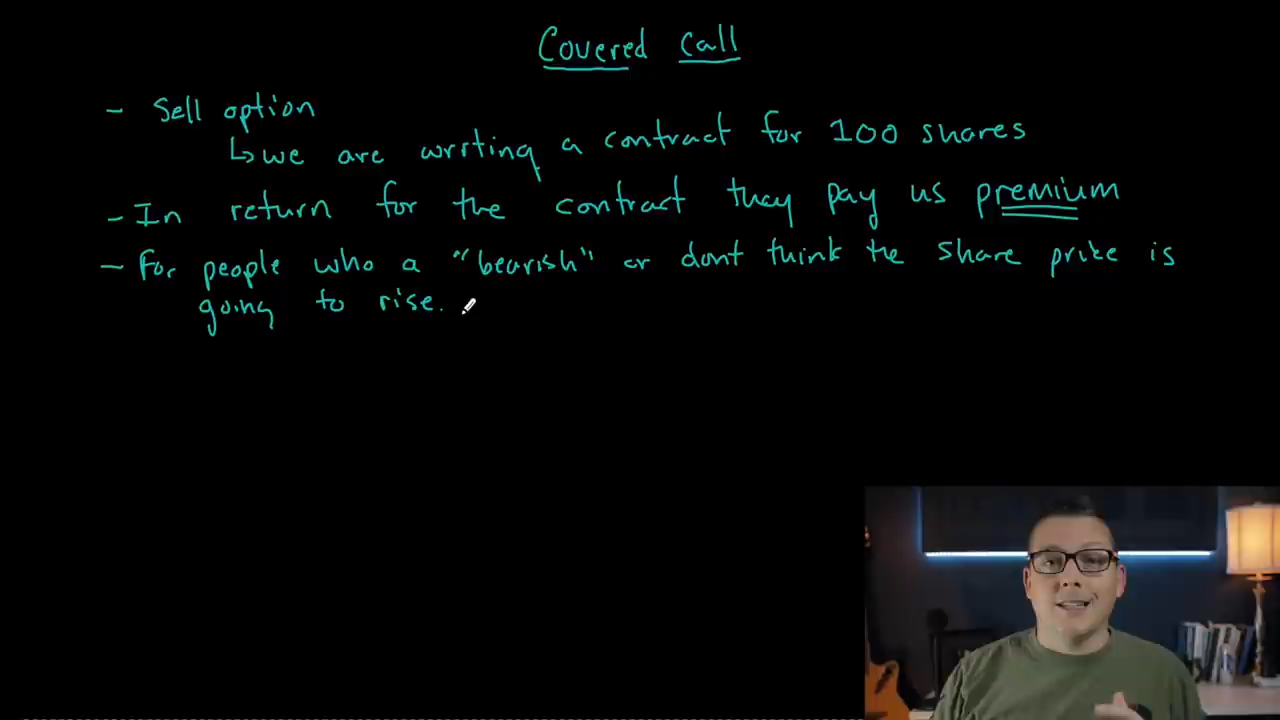 Covered Call
- Sell option
↳ we are writing a contract for 100 shares
- In return for the contract they pay us premium
- For people who a "bearish" or dont think the share price is
going to rise.